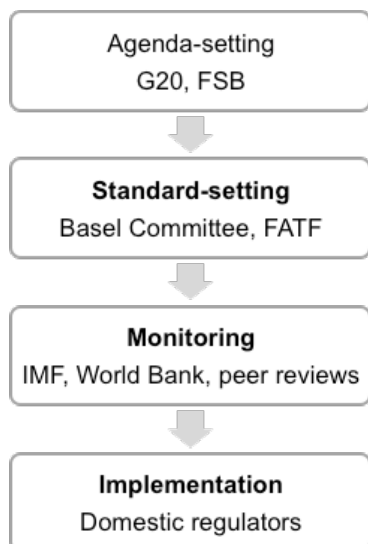 Agenda-setting
G20, FSB
Standard-setting
Basel Committee, FATF
Monitoring
IMF, World Bank, peer reviews
Implementation
Domestic regulators